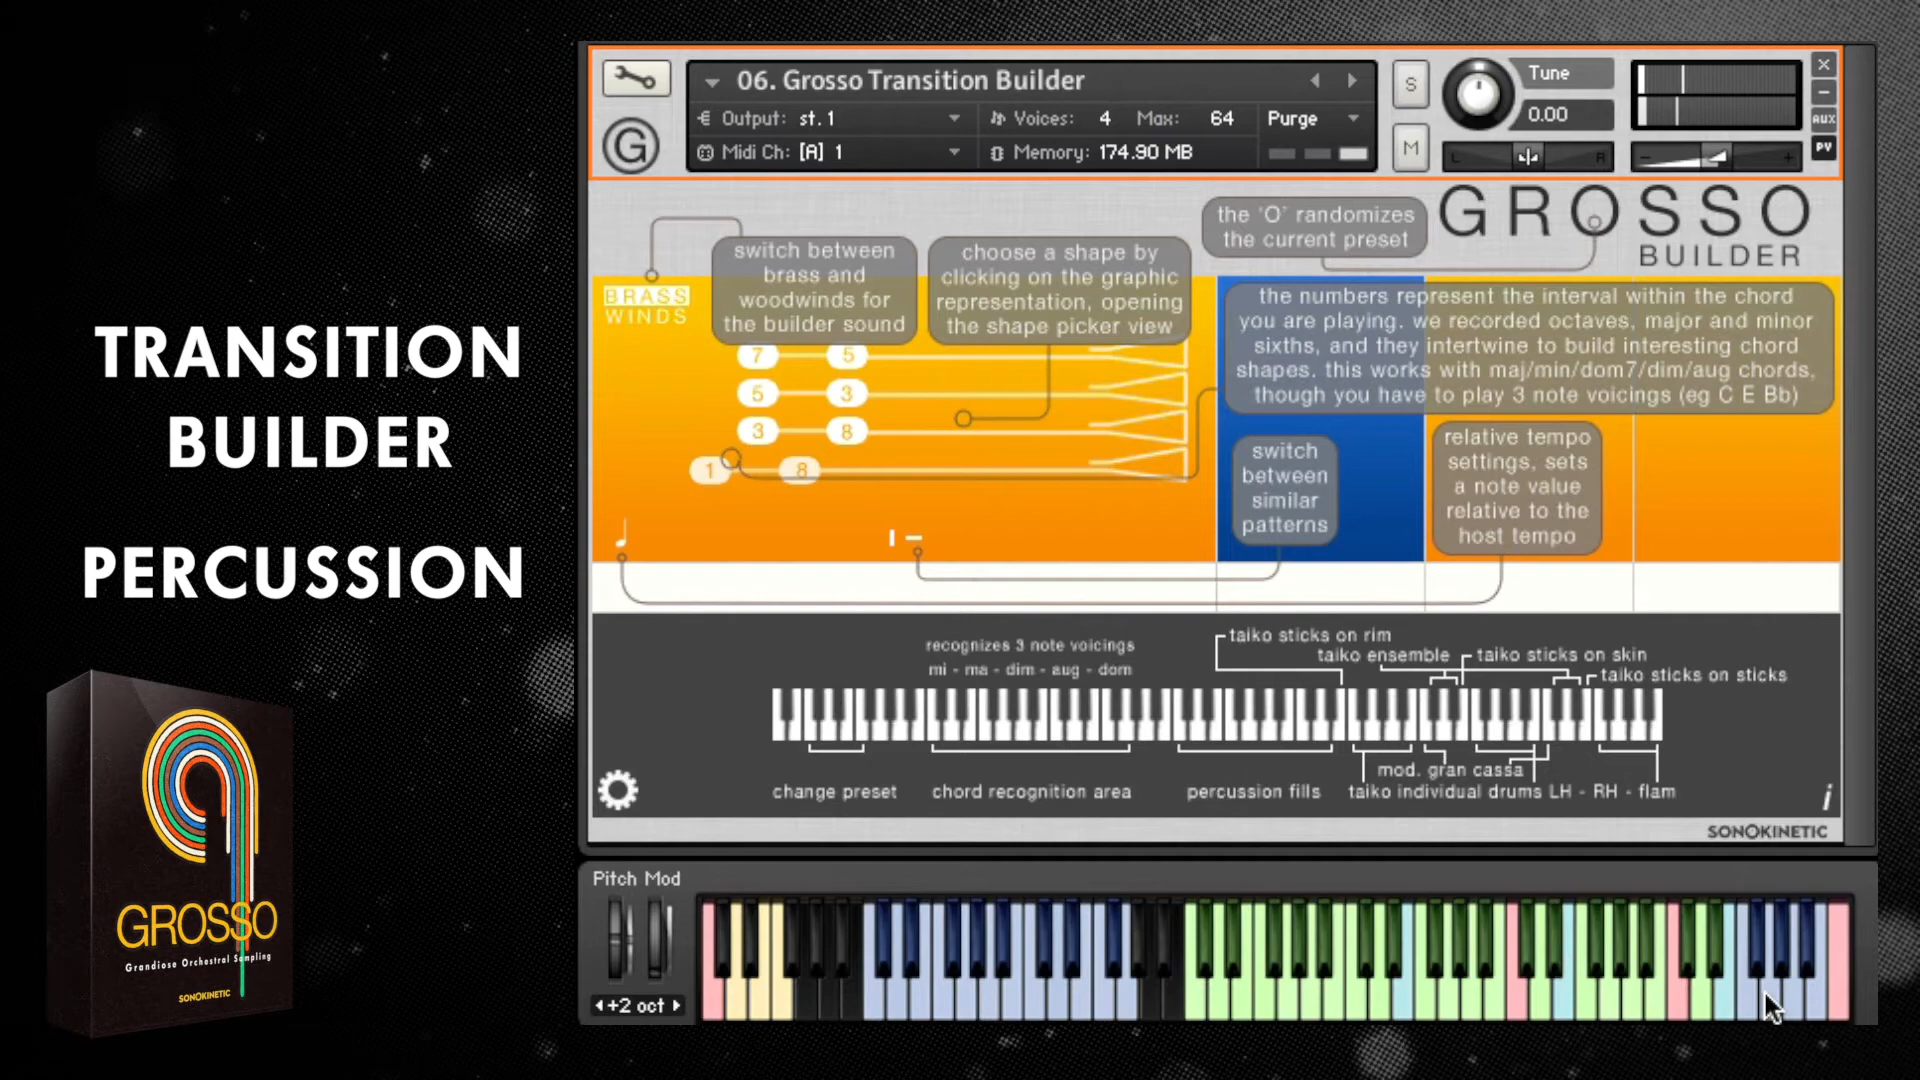 TRANSITION
BUILDER
PERCUSSION
GROSSO
Grandiose Orchestral Sampling
SONOKINETIC
06. Grosso Transition Builder
Output: st.1
Voices: 4 Max: 64
Purge
Midi Ch: [A] 1
Memory: 174.90 MB
S
M
Tune
0.00
L
R
AUX
PV
G
GROSSO
BUILDER
the 'O' randomizes
the current preset
BRASS
WINDS
switch between
brass and
woodwinds for
the builder sound
choose a shape by
clicking on the graphic
representation, opening
the shape picker view
the numbers represent the interval within the chord
you are playing. we recorded octaves, major and minor
sixths, and they intertwine to build interesting chord
shapes. this works with maj/min/dom7/dim/aug chords,
though you have to play 3 note voicings (eg C E Bb)
7 5
5 3
3 8
1 8
switch
between
similar
patterns
relative tempo
settings, sets
a note value
relative to the
host tempo
recognizes 3 note voicings
mi - ma - dim - aug - dom
taiko sticks on rim
taiko ensemble
taiko sticks on skin
taiko sticks on sticks
change preset
chord recognition area
percussion fills
mod. gran cassa
taiko individual drums LH - RH - flam
i
SONOKINETIC
Pitch Mod
+2 oct